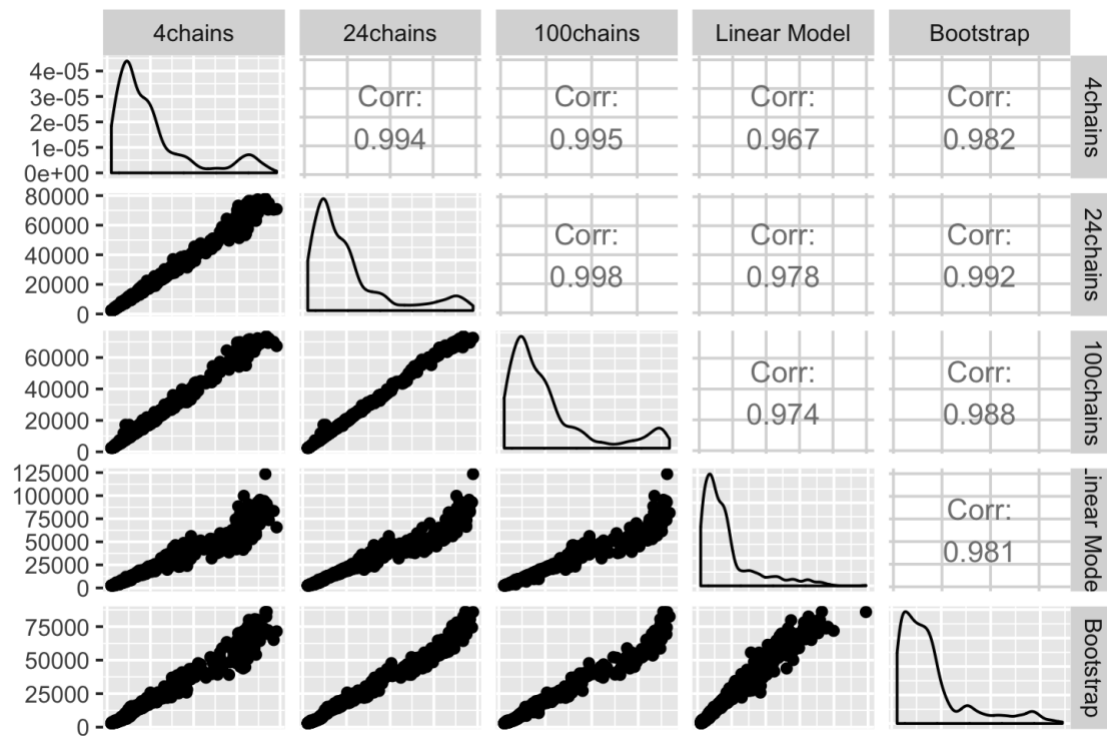 4chains
24chains
100chains
Linear Model
Bootstrap
4e-05
3e-05
2e-05
1e-05
0e+00
Corr:
0.994
Corr:
0.995
Corr:
0.967
Corr:
0.982
4chains
80000
60000
40000
20000
0
Corr:
0.998
Corr:
0.978
Corr:
0.992
24chains
60000
40000
20000
0
Corr:
0.974
Corr:
0.988
100chains
125000
100000
75000
50000
25000
0
Corr:
0.981
Linear Mode
75000
50000
25000
0
Bootstrap